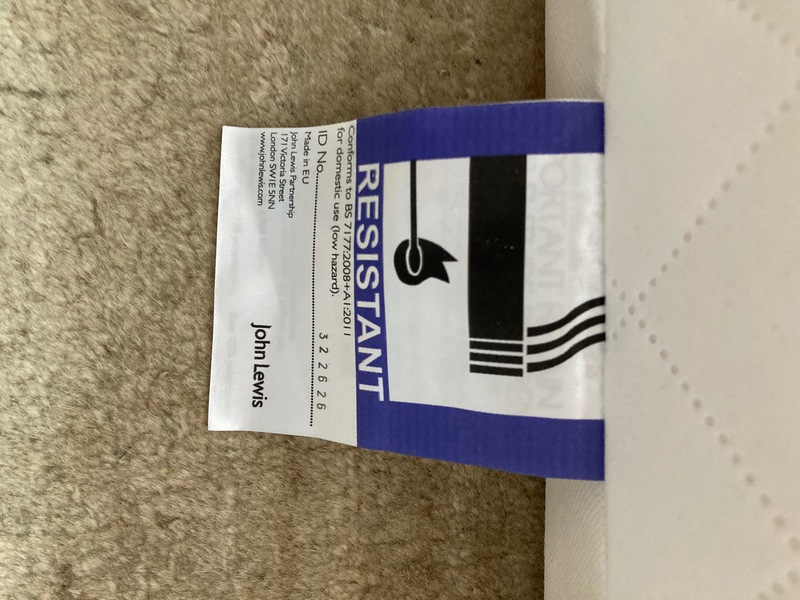 RESISTANT
Conforms to BS 7177:2008+A1:2011
for domestic use (low hazard).
ID No. 322626
Made in EU
John Lewis Partnership
171 Victoria Street
London SW1E 5NN
www.johnlewis.com
John Lewis